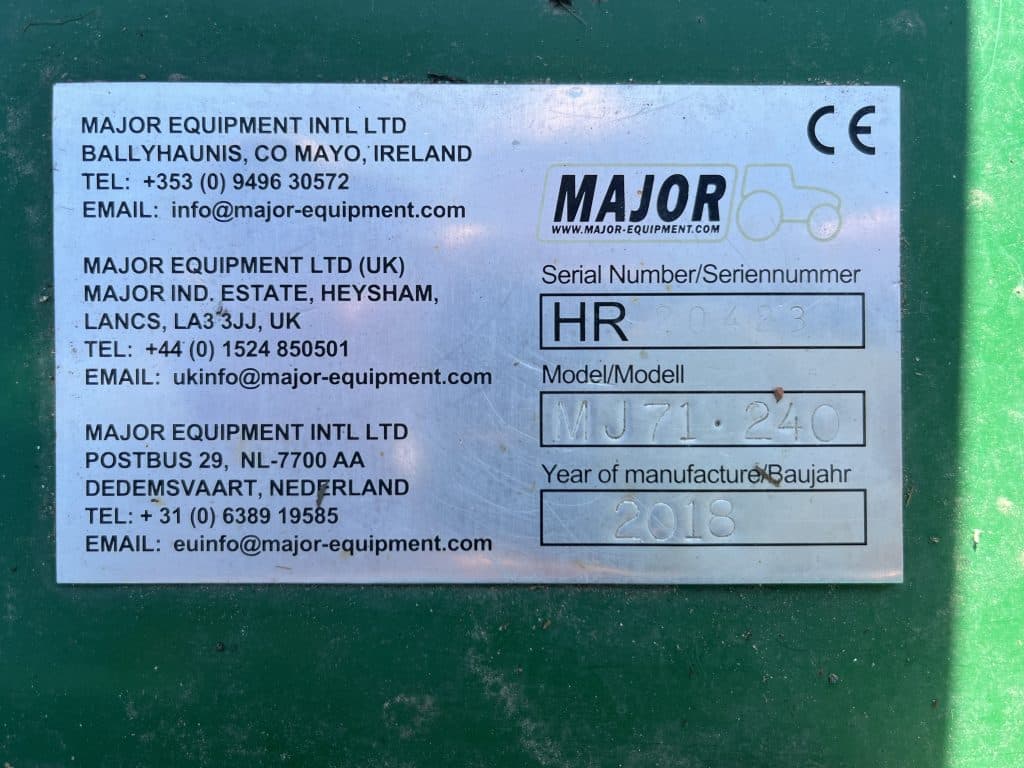 MAJOR EQUIPMENT INTL LTD
BALLYHAUNIS, CO MAYO, IRELAND
TEL: +353 (0) 9496 30572
EMAIL: info@major-equipment.com
MAJOR EQUIPMENT LTD (UK)
MAJOR IND. ESTATE, HEYSHAM,
LANCS, LA3 3JJ, UK
TEL: +44 (0) 1524 850501
EMAIL: ukinfo@major-equipment.com
MAJOR EQUIPMENT INTL LTD
POSTBUS 29, NL-7700 AA
DEDEMSVAART, NEDERLAND
TEL: + 31 (0) 6389 19585
EMAIL: euinfo@major-equipment.com
CE
MAJOR
WWW.MAJOR-EQUIPMENT.COM
Serial Number/Seriennummer
HR 20423
Model/Modell
MJ71·240
Year of manufacture/Baujahr
2018